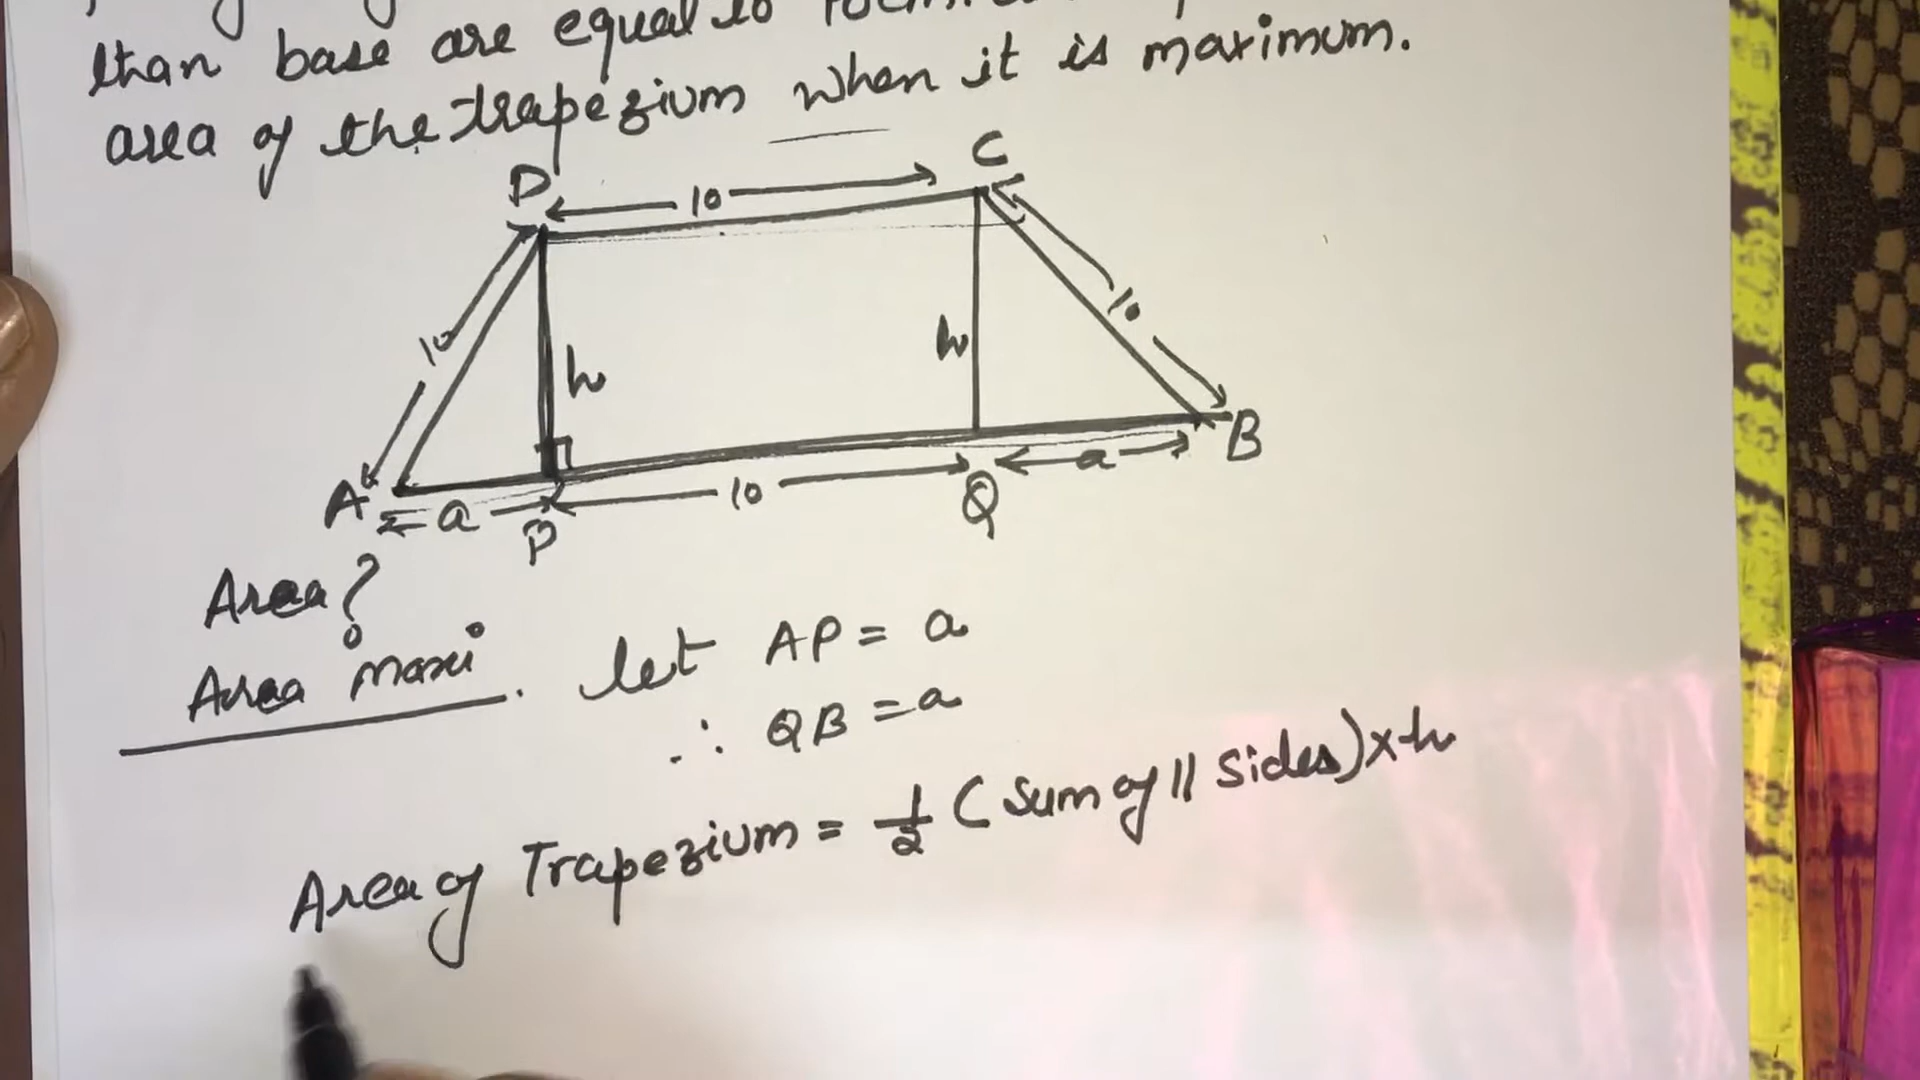 than base are equal to
area of the trapezium when it is maximum.
D
C
10
10
10
h
h
A
B
a
P
10
Q
a
Area?
Area maxi. let AP = a
∴ QB = a
Area of Trapezium = 1/2 (Sum of || sides) x h